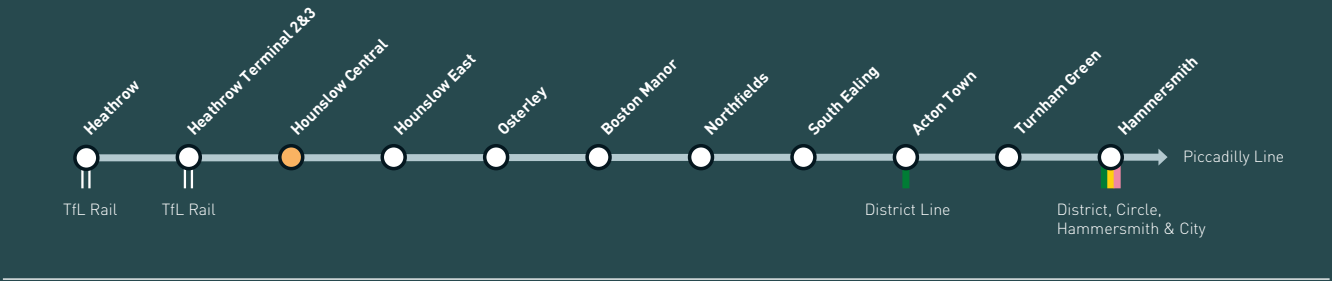 Heathrow
Heathrow Terminal 2&3
Hounslow Central
Hounslow East
Osterley
Boston Manor
Northfields
South Ealing
Acton Town
Turnham Green
Hammersmith
Piccadilly Line
TfL Rail
TfL Rail
District Line
District, Circle,
Hammersmith & City